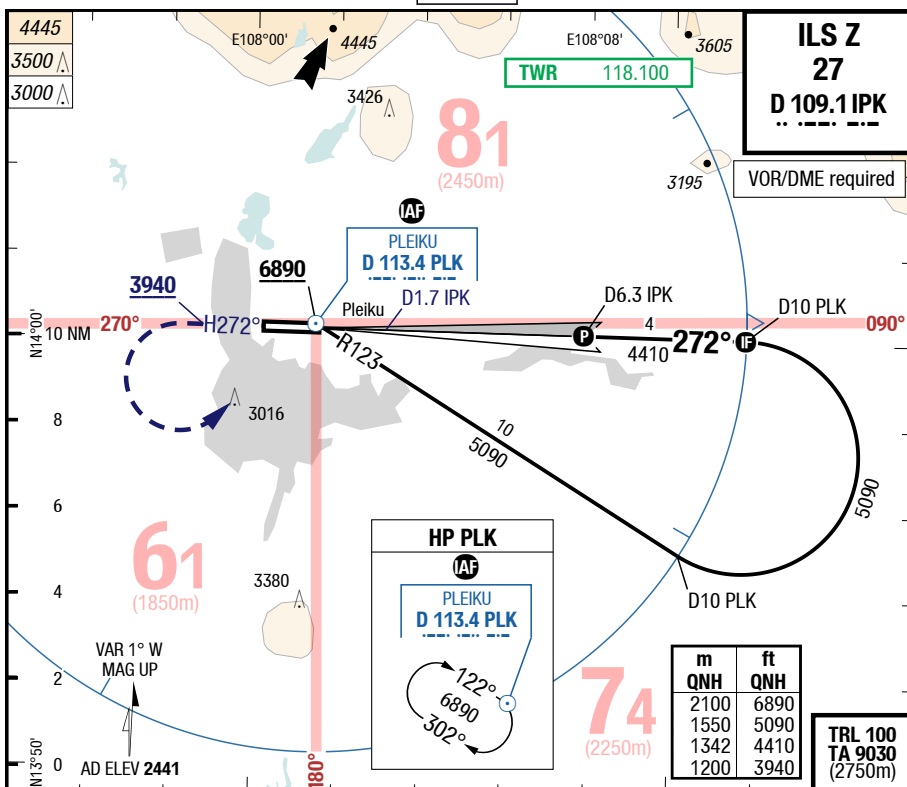 4445
3500
3000
E108°00'
4445
E108°08'
3605
TWR 118.100
ILS Z
27
D 109.1 IPK
3426
81
(2450m)
3195
VOR/DME required
IAF
PLEIKU
D 113.4 PLK
6890
3940
Pleiku
D1.7 IPK
D6.3 IPK
D10 PLK
N14°00'
10 NM
270°
H272°
P
4
272°
IF
090°
4410
R123
8
3016
10
5090
6
5090
61
(1850m)
HP PLK
IAF
PLEIKU
D 113.4 PLK
122°
6890
302°
3380
4
D10 PLK
VAR 1° W
MAG UP
2
74
(2250m)
m ft
QNH QNH
2100 6890
1550 5090
1342 4410
1200 3940
TRL 100
TA 9030
(2750m)
N13°50'
0
AD ELEV 2441
180°